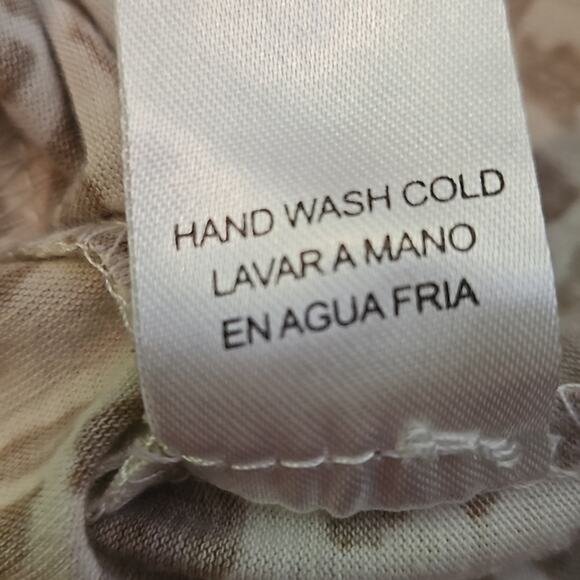 HAND WASH COLD
LAVAR A MANO
EN AGUA FRIA